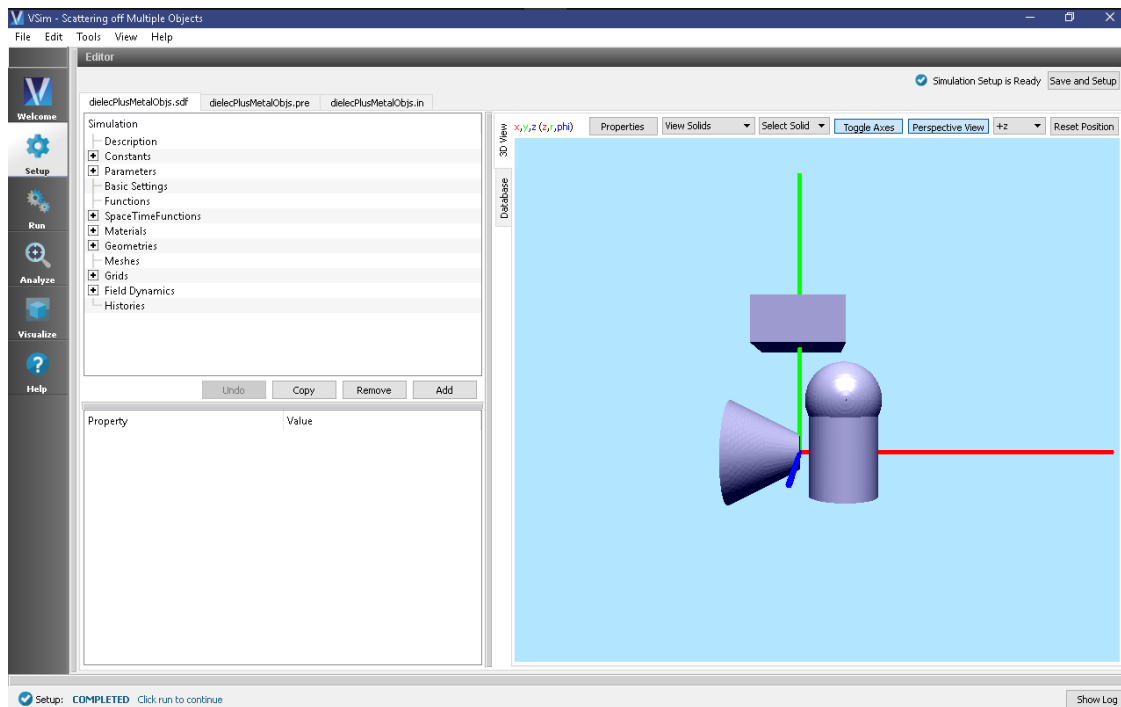 VSim - Scattering off Multiple Objects
File Edit Tools View Help
Editor
Simulation Setup is Ready Save and Setup
Welcome
Setup
Run
Analyze
Visualize
Help
dielecPlusMetalObjs.sdf dielecPlusMetalObjs.pre dielecPlusMetalObjs.in
Simulation
Description
Constants
Parameters
Basic Settings
Functions
SpaceTimeFunctions
Materials
Geometries
Meshes
Grids
Field Dynamics
Histories
Undo Copy Remove Add
Property Value
3D View
Database
x,y,z (z,r,phi) Properties View Solids Select Solid Toggle Axes Perspective View +z Reset Position
Setup: COMPLETED Click run to continue Show Log